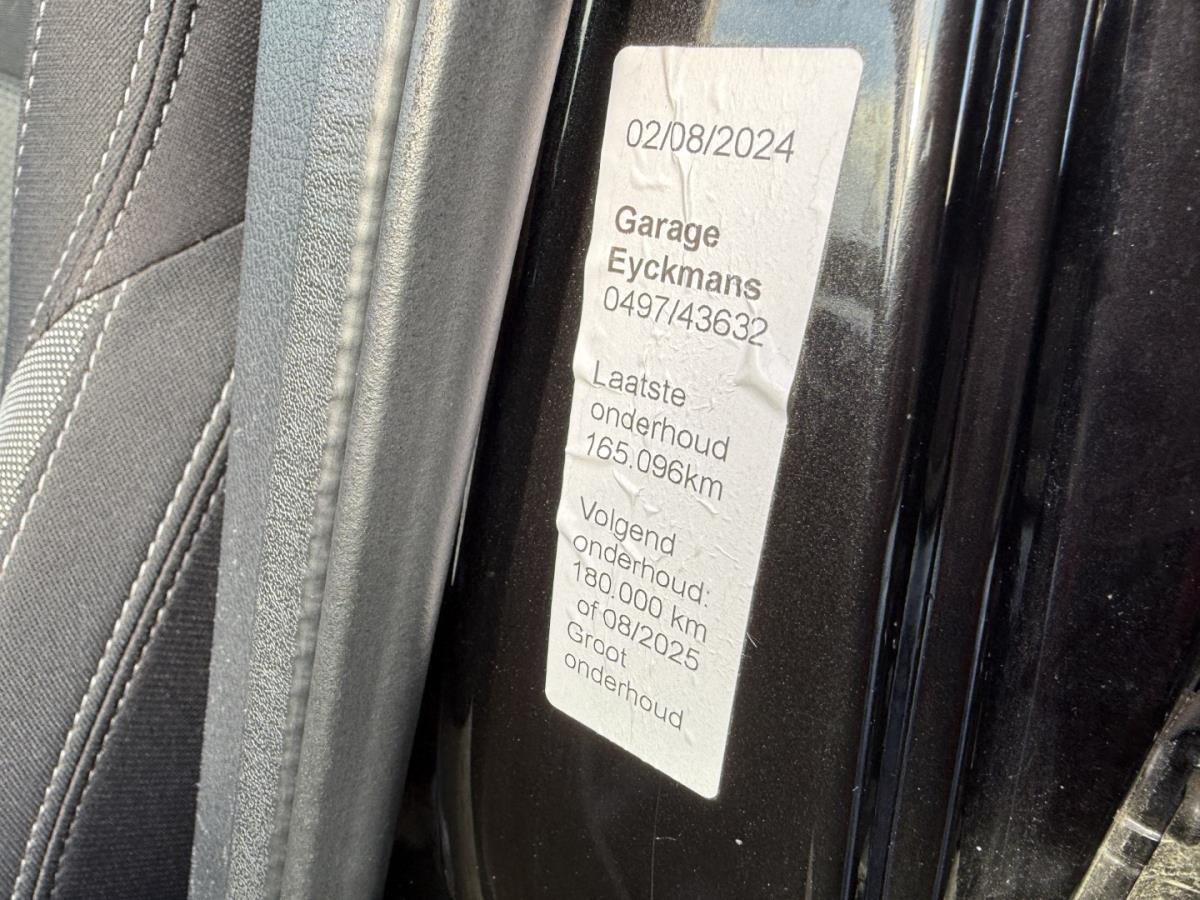 02/08/2024
Garage
Eyckmans
0497/43632
Laatste
onderhoud
165.096km
Volgend
onderhoud:
180.000 km
of 08/2025
Groot
onderhoud